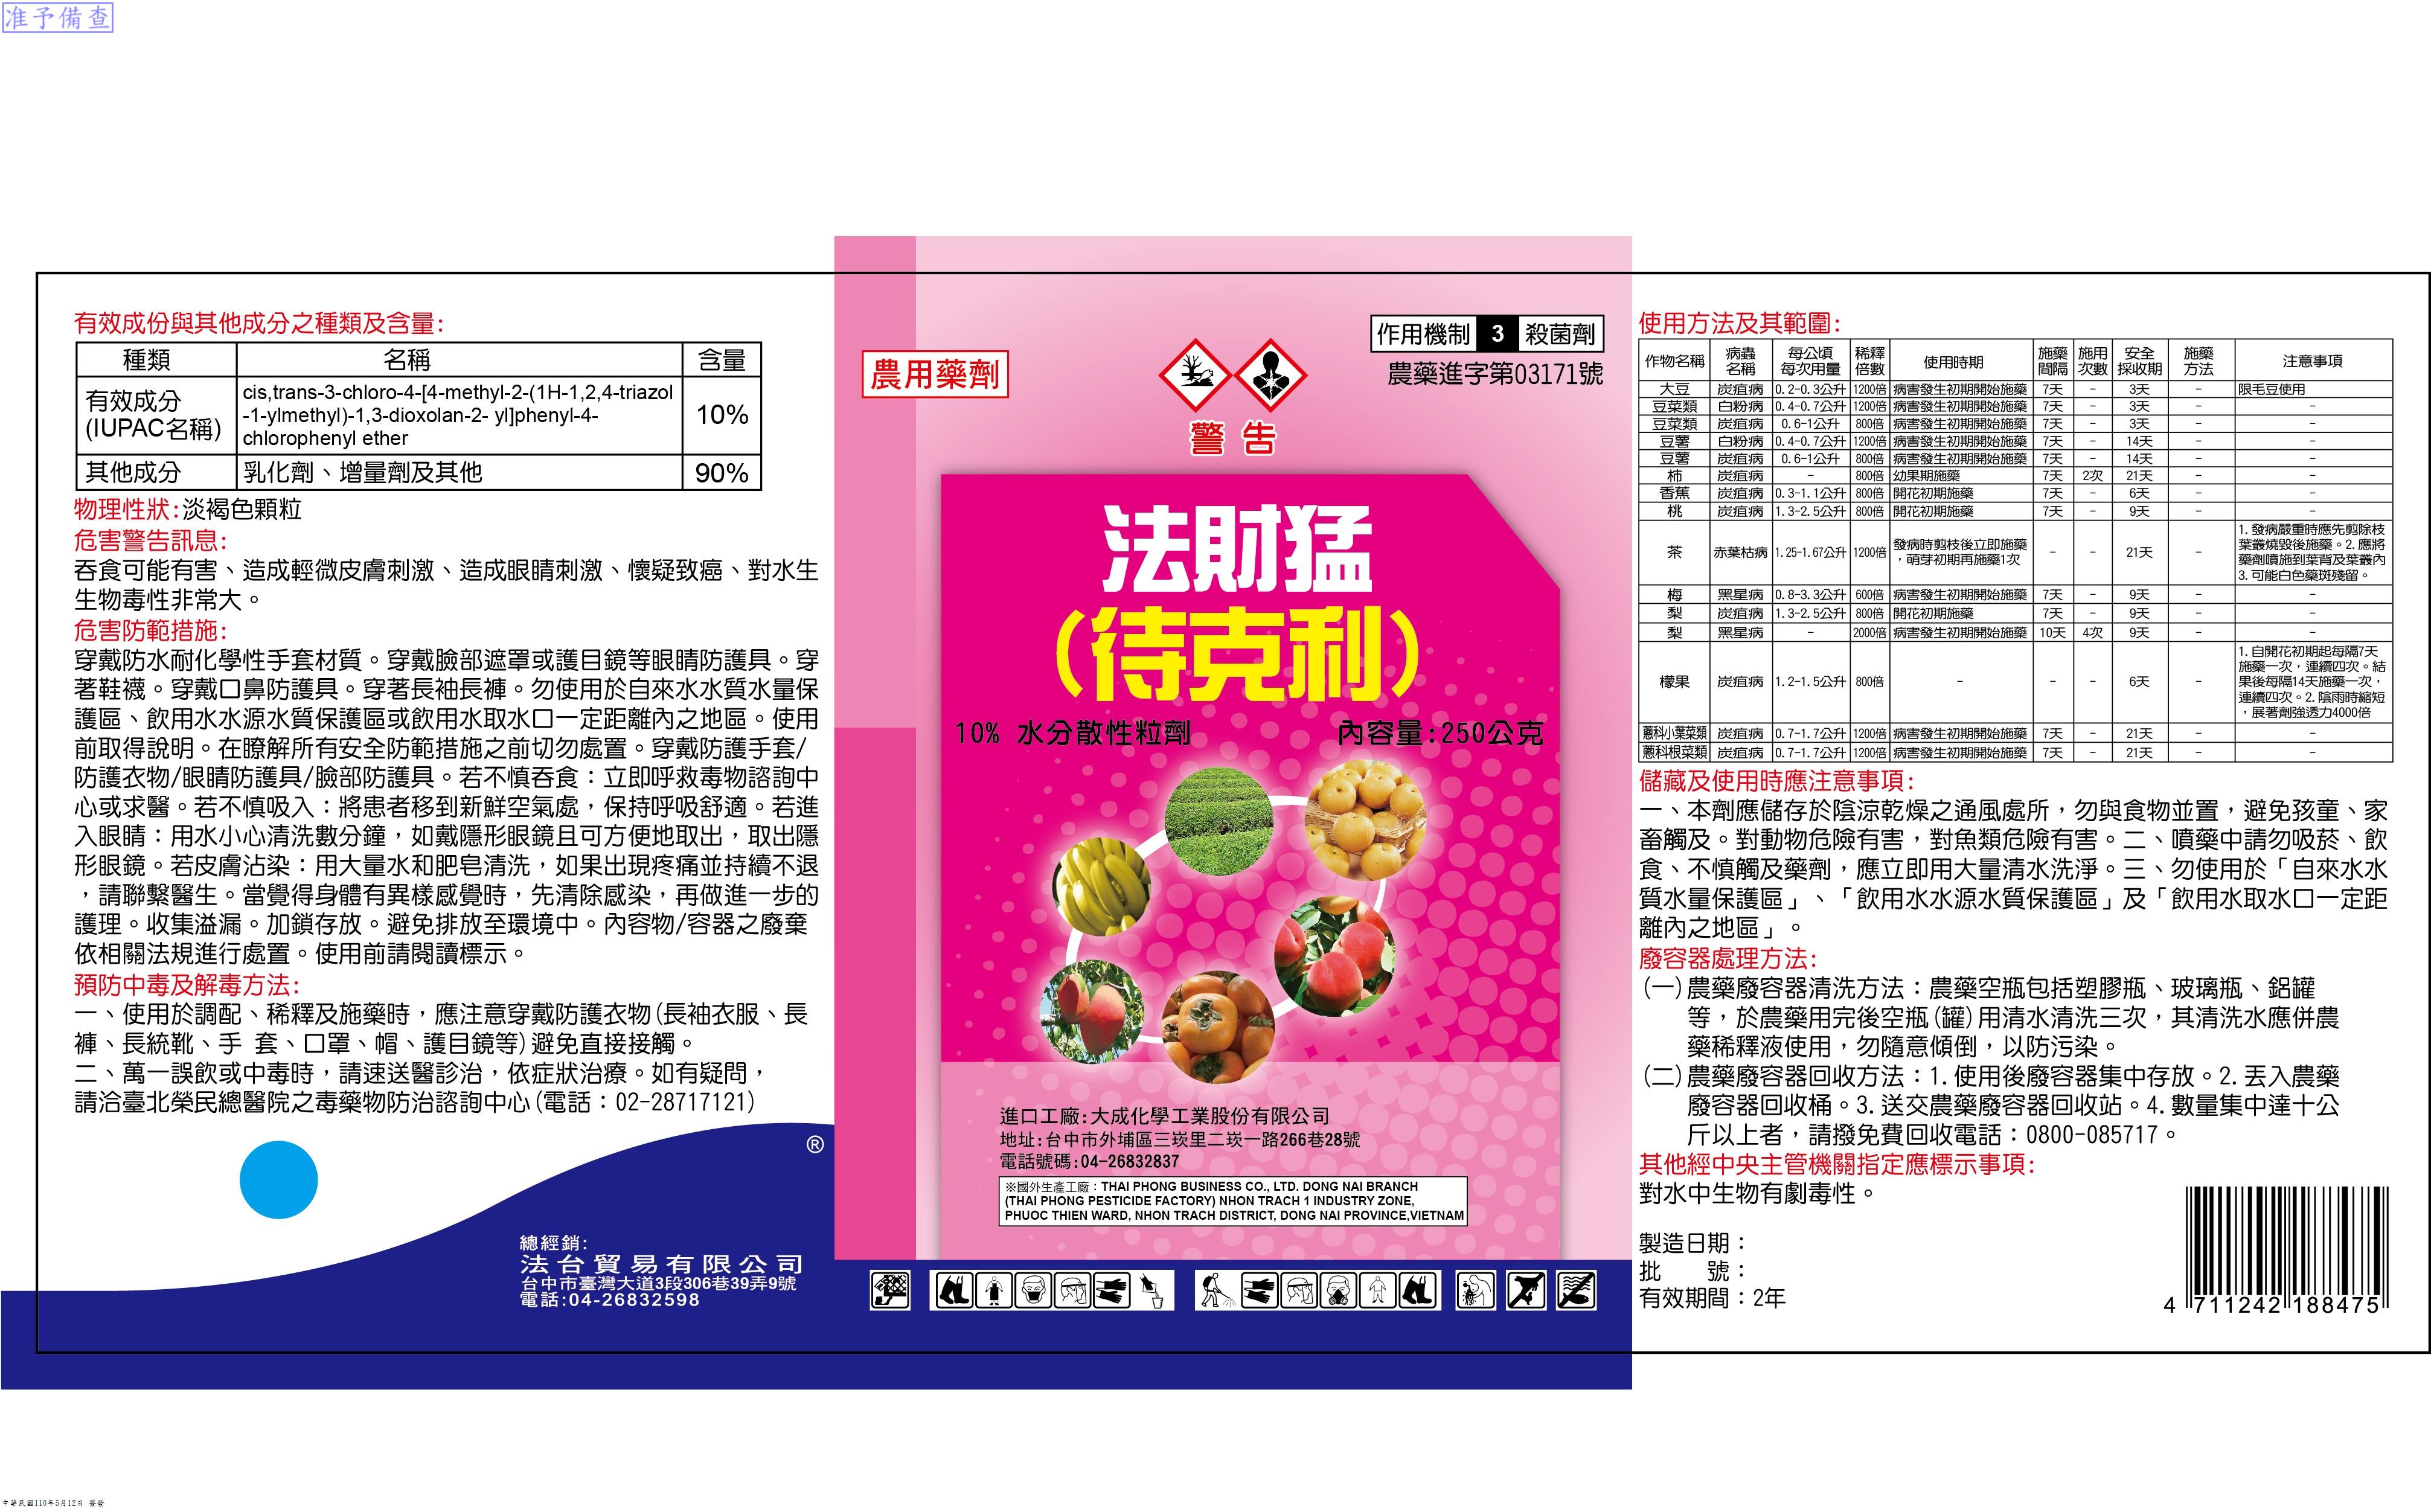 准予備查
有效成份與其他成分之種類及含量:
種類 名稱 含量
有效成分
(IUPAC名稱)
cis,trans-3-chloro-4-[4-methyl-2-(1H-1,2,4-triazol
-1-ylmethyl)-1,3-dioxolan-2- yl]phenyl-4-
chlorophenyl ether
10%
其他成分 乳化劑、增量劑及其他 90%
物理性狀:淡褐色顆粒
危害警告訊息:
吞食可能有害、造成輕微皮膚刺激、造成眼睛刺激、懷疑致癌、對水生
生物毒性非常大。
危害防範措施:
穿戴防水耐化學性手套材質。穿戴臉部遮罩或護目鏡等眼睛防護具。穿
著鞋襪。穿戴口鼻防護具。穿著長袖長褲。勿使用於自來水水質水量保
護區、飲用水水源水質保護區或飲用水取水口一定距離內之地區。使用
前取得說明。在瞭解所有安全防範措施之前切勿處置。穿戴防護手套/
防護衣物/眼睛防護具/臉部防護具。若不慎吞食：立即呼救毒物諮詢中
心或求醫。若不慎吸入：將患者移到新鮮空氣處，保持呼吸舒適。若進
入眼睛：用水小心清洗數分鐘，如戴隱形眼鏡且可方便地取出，取出隱
形眼鏡。若皮膚沾染：用大量水和肥皂清洗，如果出現疼痛並持續不退
，請聯繫醫生。當覺得身體有異樣感覺時，先清除感染，再做進一步的
護理。收集溢漏。加鎖存放。避免排放至環境中。內容物/容器之廢棄
依相關法規進行處置。使用前請閱讀標示。
預防中毒及解毒方法:
一、使用於調配、稀釋及施藥時，應注意穿戴防護衣物(長袖衣服、長
褲、長統靴、手 套、口罩、帽、護目鏡等)避免直接接觸。
二、萬一誤飲或中毒時，請速送醫診治，依症狀治療。如有疑問，
請洽臺北榮民總醫院之毒藥物防治諮詢中心(電話：02-28717121)
®
總經銷:
法台貿易有限公司
台中市臺灣大道3段306巷39弄9號
電話:04-26832598
作用機制 3 殺菌劑
農藥進字第03171號
農用藥劑
警告
法財猛
(待克利)
10% 水分散性粒劑 內容量:250公克
進口工廠:大成化學工業股份有限公司
地址:台中市外埔區三崁里二崁一路266巷28號
電話號碼:04-26832837
※國外生產工廠：THAI PHONG BUSINESS CO., LTD. DONG NAI BRANCH
(THAI PHONG PESTICIDE FACTORY) NHON TRACH 1 INDUSTRY ZONE,
PHUOC THIEN WARD, NHON TRACH DISTRICT, DONG NAI PROVINCE,VIETNAM
使用方法及其範圍:
作物名稱 病蟲名稱 每公頃每次用量 稀釋倍數 使用時期 施藥間隔 施用次數 安全採收期 施藥方法 注意事項
大豆 炭疽病 0.2-0.3公升 1200倍 病害發生初期開始施藥 7天 - 3天 - 限毛豆使用
豆菜類 白粉病 0.4-0.7公升 1200倍 病害發生初期開始施藥 7天 - 3天 - -
豆菜類 炭疽病 0.6-1公升 800倍 病害發生初期開始施藥 7天 - 3天 - -
豆薯 白粉病 0.4-0.7公升 1200倍 病害發生初期開始施藥 7天 - 14天 - -
豆薯 炭疽病 0.6-1公升 800倍 病害發生初期開始施藥 7天 - 14天 - -
柿 炭疽病 - 800倍 幼果期施藥 7天 2次 21天 - -
香蕉 炭疽病 0.3-1.1公升 800倍 開花初期施藥 7天 - 6天 - -
桃 炭疽病 1.3-2.5公升 800倍 開花初期施藥 7天 - 9天 - -
茶 赤葉枯病 1.25-1.67公升 1200倍 發病時剪枝後立即施藥，萌芽初期再施藥1次 - - 21天 - 1.發病嚴重時應先剪除枝葉叢燒毀後施藥。2.應將藥劑噴施到葉背及葉叢內3.可能白色藥斑殘留。
梅 黑星病 0.8-3.3公升 600倍 病害發生初期開始施藥 7天 - 9天 - -
梨 炭疽病 1.3-2.5公升 800倍 開花初期施藥 7天 - 9天 - -
梨 黑星病 - 2000倍 病害發生初期開始施藥 10天 4次 9天 - -
檬果 炭疽病 1.2-1.5公升 800倍 - - - 6天 - 1.自開花初期起每隔7天施藥一次，連續四次。結果後每隔14天施藥一次，連續四次。2.陰雨時縮短，展著劑強透力4000倍
蔥科小葉菜類 炭疽病 0.7-1.7公升 1200倍 病害發生初期開始施藥 7天 - 21天 - -
蔥科根菜類 炭疽病 0.7-1.7公升 1200倍 病害發生初期開始施藥 7天 - 21天 - -
儲藏及使用時應注意事項:
一、本劑應儲存於陰涼乾燥之通風處所，勿與食物並置，避免孩童、家
畜觸及。對動物危險有害，對魚類危險有害。二、噴藥中請勿吸菸、飲
食、不慎觸及藥劑，應立即用大量清水洗淨。三、勿使用於「自來水水
質水量保護區」、「飲用水水源水質保護區」及「飲用水取水口一定距
離內之地區」。
廢容器處理方法:
(一)農藥廢容器清洗方法：農藥空瓶包括塑膠瓶、玻璃瓶、鋁罐
等，於農藥用完後空瓶(罐)用清水清洗三次，其清洗水應併農
藥稀釋液使用，勿隨意傾倒，以防污染。
(二)農藥廢容器回收方法：1.使用後廢容器集中存放。2.丟入農藥
廢容器回收桶。3.送交農藥廢容器回收站。4.數量集中達十公
斤以上者，請撥免費回收電話：0800-085717。
其他經中央主管機關指定應標示事項:
對水中生物有劇毒性。
製造日期：
批　　號：
有效期間：2年
4 711242 188475
中華民國110年5月12日 簽發